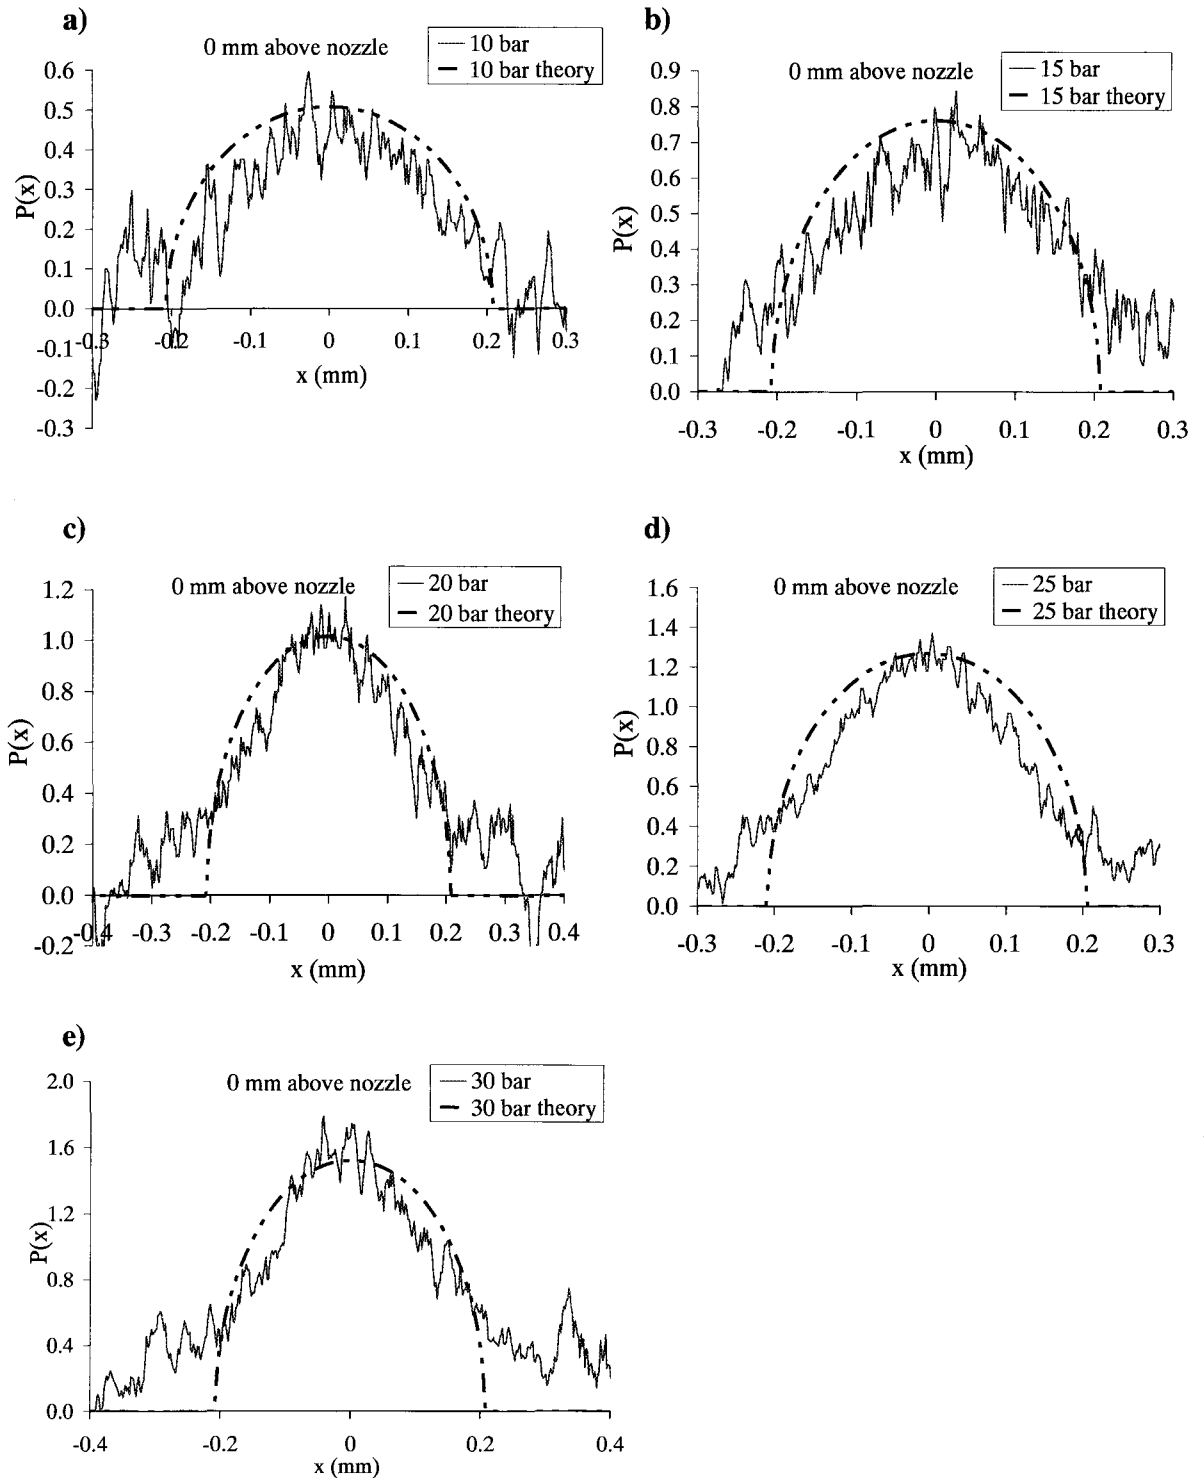 a)
0 mm above nozzle
10 bar
10 bar theory
0.6
0.5
0.4
0.3
0.2
0.1
0.0
-0.1
-0.2
-0.3
P(x)
-0.3 -0.2 -0.1 0 0.1 0.2 0.3
x (mm)
b)
0 mm above nozzle
15 bar
15 bar theory
0.9
0.8
0.7
0.6
0.5
0.4
0.3
0.2
0.1
0.0
P(x)
-0.3 -0.2 -0.1 0 0.1 0.2 0.3
x (mm)
c)
0 mm above nozzle
20 bar
20 bar theory
1.2
1.0
0.8
0.6
0.4
0.2
0.0
-0.2
P(x)
-0.4 -0.3 -0.2 -0.1 0 0.1 0.2 0.3 0.4
x (mm)
d)
0 mm above nozzle
25 bar
25 bar theory
1.6
1.4
1.2
1.0
0.8
0.6
0.4
0.2
0.0
P(x)
-0.3 -0.2 -0.1 0 0.1 0.2 0.3
x (mm)
e)
0 mm above nozzle
30 bar
30 bar theory
2.0
1.6
1.2
0.8
0.4
0.0
P(x)
-0.4 -0.2 0 0.2 0.4
x (mm)